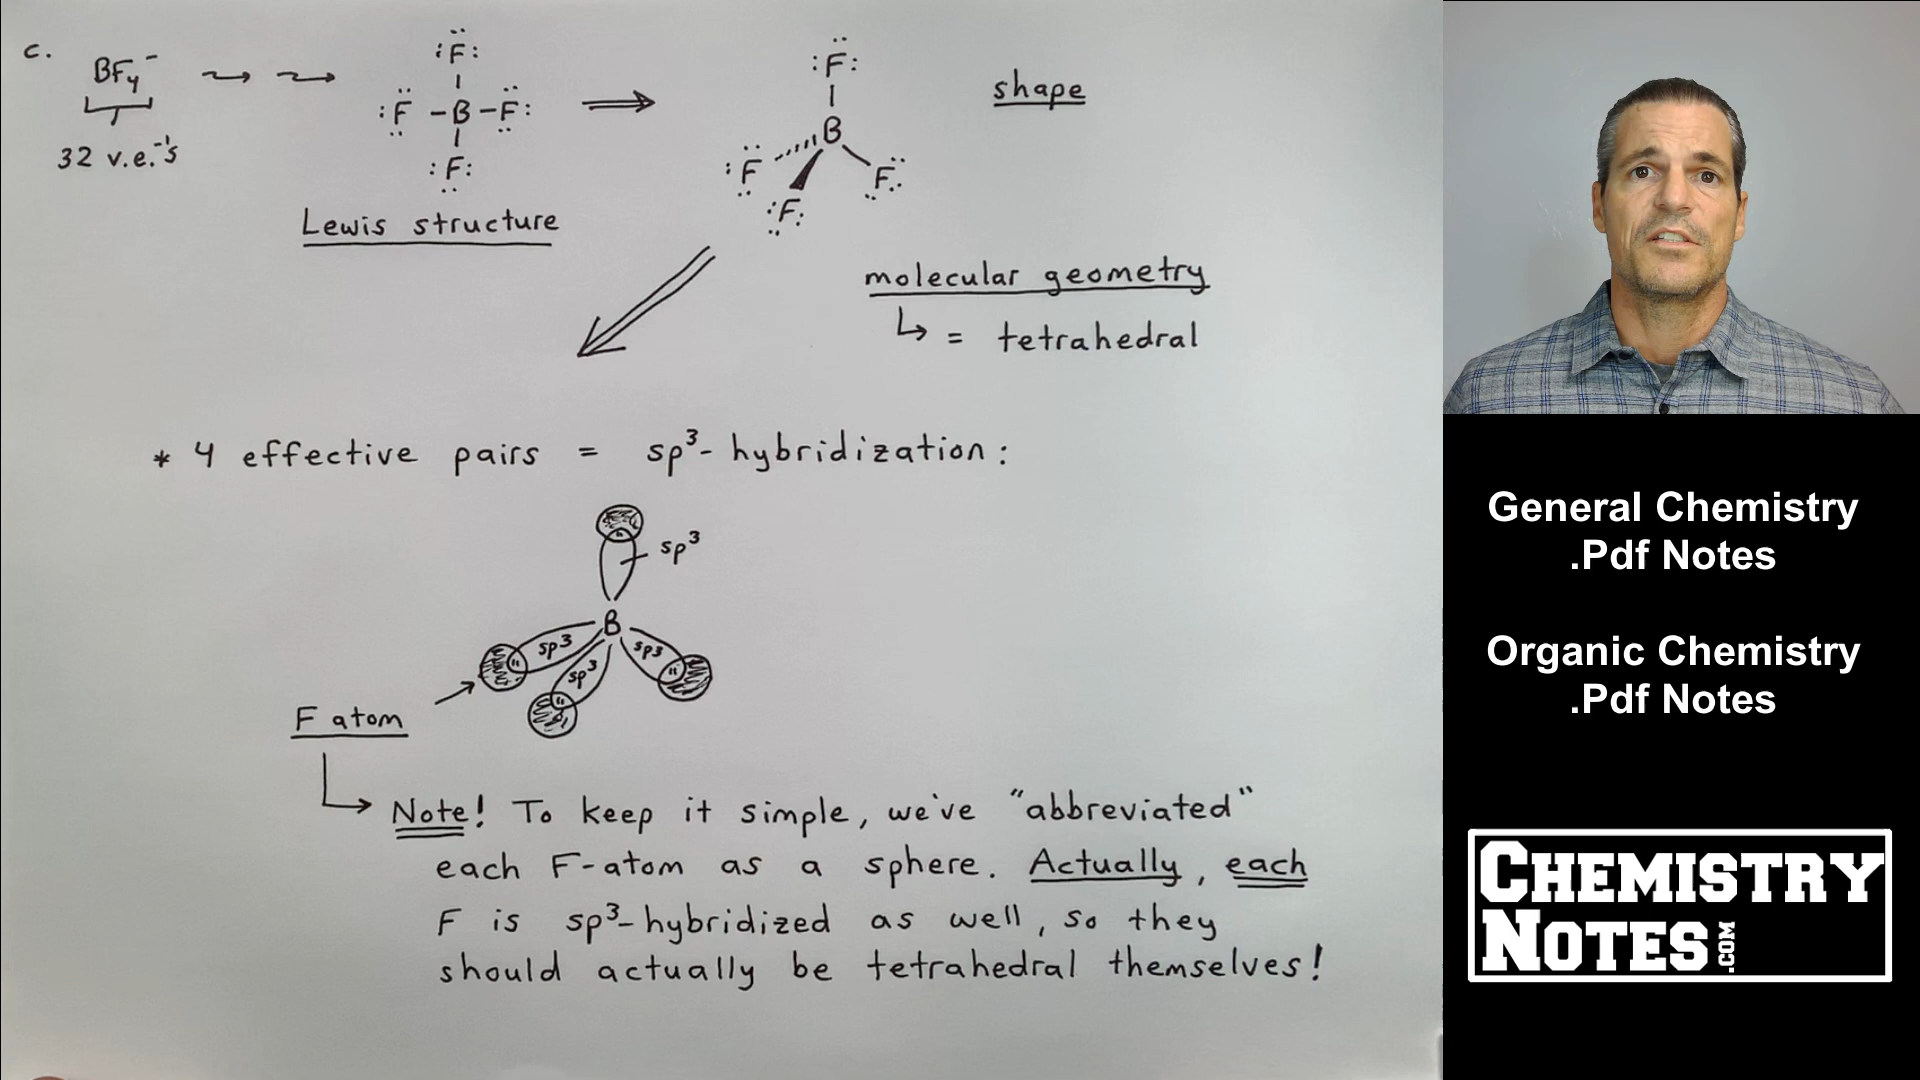 c.
BF₄⁻
32 v.e.⁻'s
:F:
:F-B-F:
:F:
Lewis structure
:F:
B
:F
F:
:F:
shape
molecular geometry
= tetrahedral
* 4 effective pairs = sp³-hybridization:
sp³
B
sp³
sp³
sp³
F atom
Note! To keep it simple, we've "abbreviated"
each F-atom as a sphere. Actually, each
F is sp³-hybridized as well, so they
should actually be tetrahedral themselves!
General Chemistry
.Pdf Notes
Organic Chemistry
.Pdf Notes
CHEMISTRY
NOTES.COM